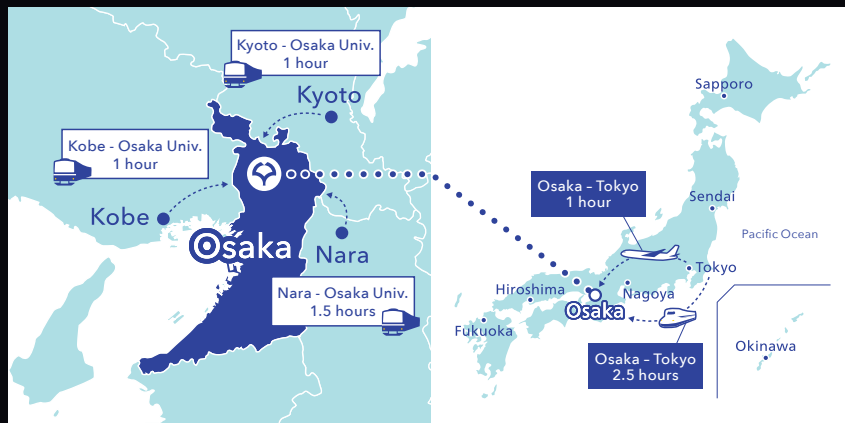 Kyoto - Osaka Univ.
1 hour
Kyoto
Kobe - Osaka Univ.
1 hour
Kobe
Osaka
Nara
Nara - Osaka Univ.
1.5 hours
Sapporo
Osaka – Tokyo
1 hour
Sendai
Pacific Ocean
Tokyo
Hiroshima
Nagoya
Osaka
Fukuoka
Osaka – Tokyo
2.5 hours
Okinawa